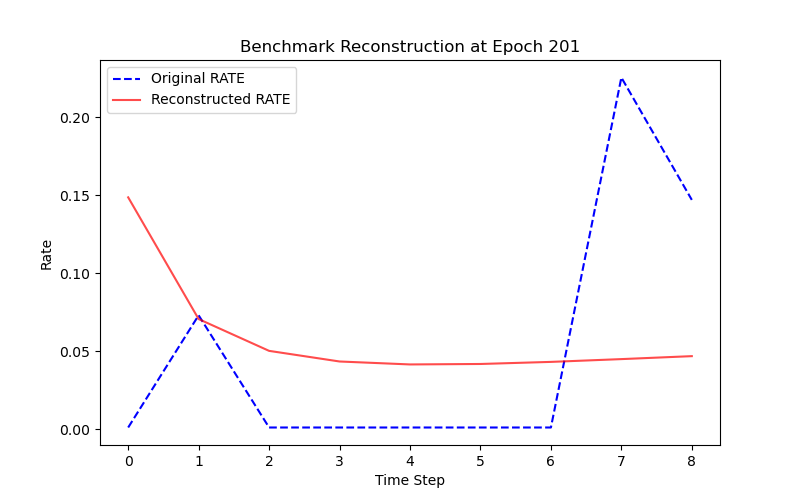 Benchmark Reconstruction at Epoch 201
Original RATE
Reconstructed RATE
0.20
0.15
0.10
0.05
0.00
Rate
0 1 2 3 4 5 6 7 8
Time Step